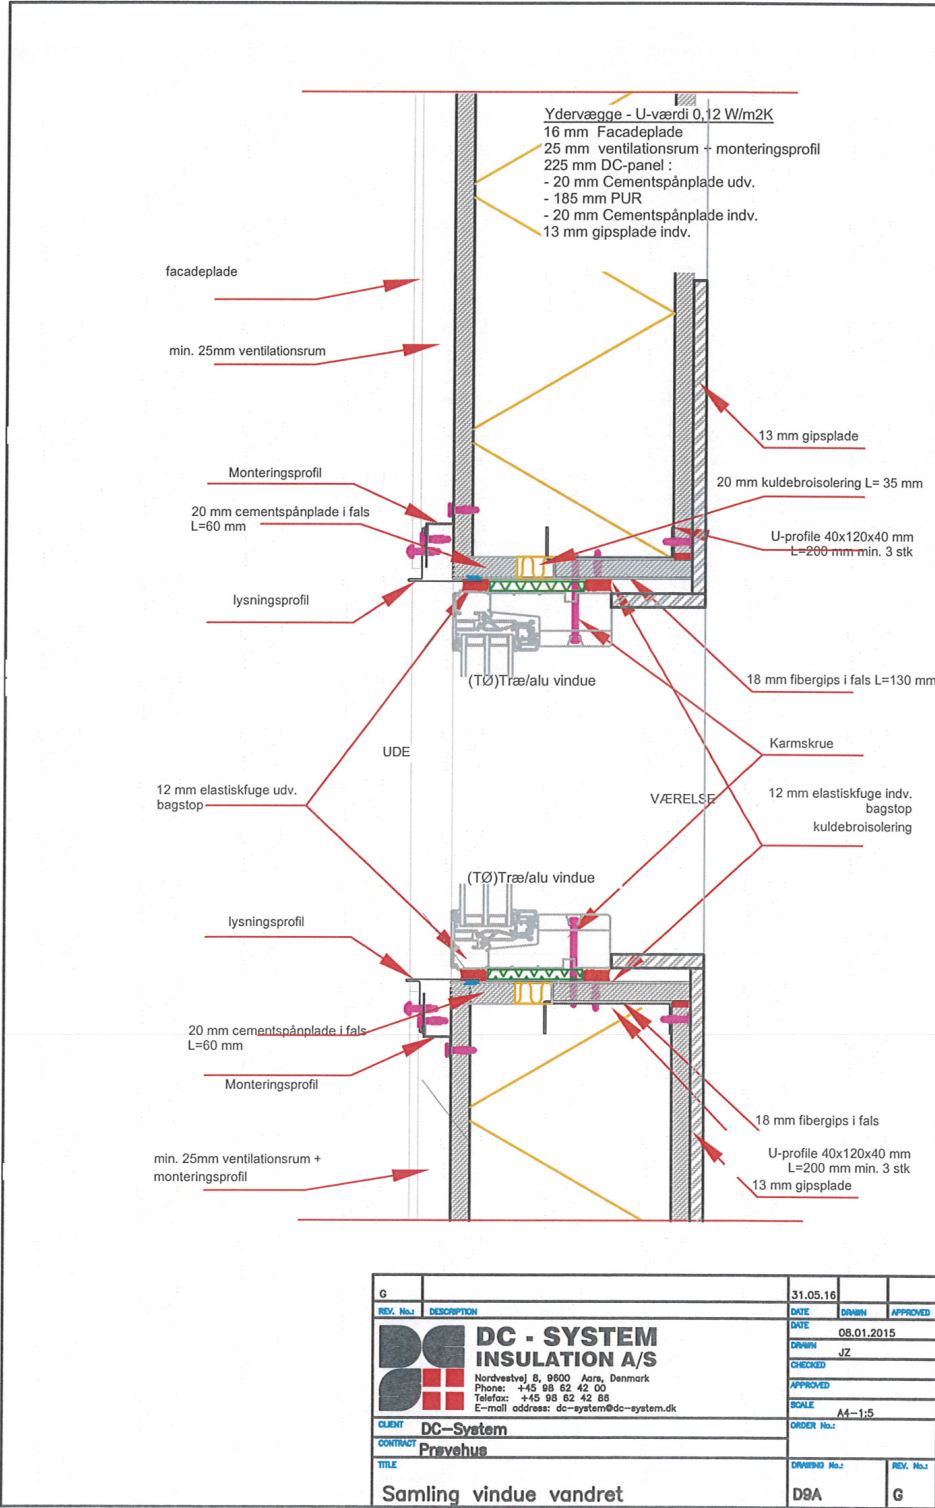 Ydervægge - U-værdi 0,12 W/m2K
16 mm Facadeplade
25 mm ventilationsrum + monteringsprofil
225 mm DC-panel :
- 20 mm Cementspånplade udv.
- 185 mm PUR
- 20 mm Cementspånplade indv.
13 mm gipsplade indv.
facadeplade
min. 25mm ventilationsrum
13 mm gipsplade
Monteringsprofil
20 mm kuldebroisolering L= 35 mm
20 mm cementspånplade i fals
L=60 mm
U-profile 40x120x40 mm
L=200 mm min. 3 stk
lysningsprofil
(TØ)Træ/alu vindue
18 mm fibergips i fals L=130 mm
UDE
Karmskrue
12 mm elastiskfuge udv.
bagstop
VÆRELSE
12 mm elastiskfuge indv.
bagstop
kuldebroisolering
(TØ)Træ/alu vindue
lysningsprofil
20 mm cementspånplade i fals
L=60 mm
Monteringsprofil
18 mm fibergips i fals
min. 25mm ventilationsrum +
monteringsprofil
U-profile 40x120x40 mm
L=200 mm min. 3 stk
13 mm gipsplade
G 31.05.16
REV. No.: DESCRIPTION DATE DRAWN APPROVED
DC - SYSTEM
INSULATION A/S
Nordvestvej 8, 9600 Aars, Denmark
Phone: +45 98 62 42 00
Telefax: +45 98 62 42 86
E-mail address: dc-system@dc-system.dk
DATE 08.01.2015
DRAWN JZ
CHECKED
APPROVED
SCALE A4-1:5
CLIENT DC-System
ORDER No.:
CONTRACT Prøvehus
TITLE
Samling vindue vandret
DRAWING No.: REV. No.:
D9A G